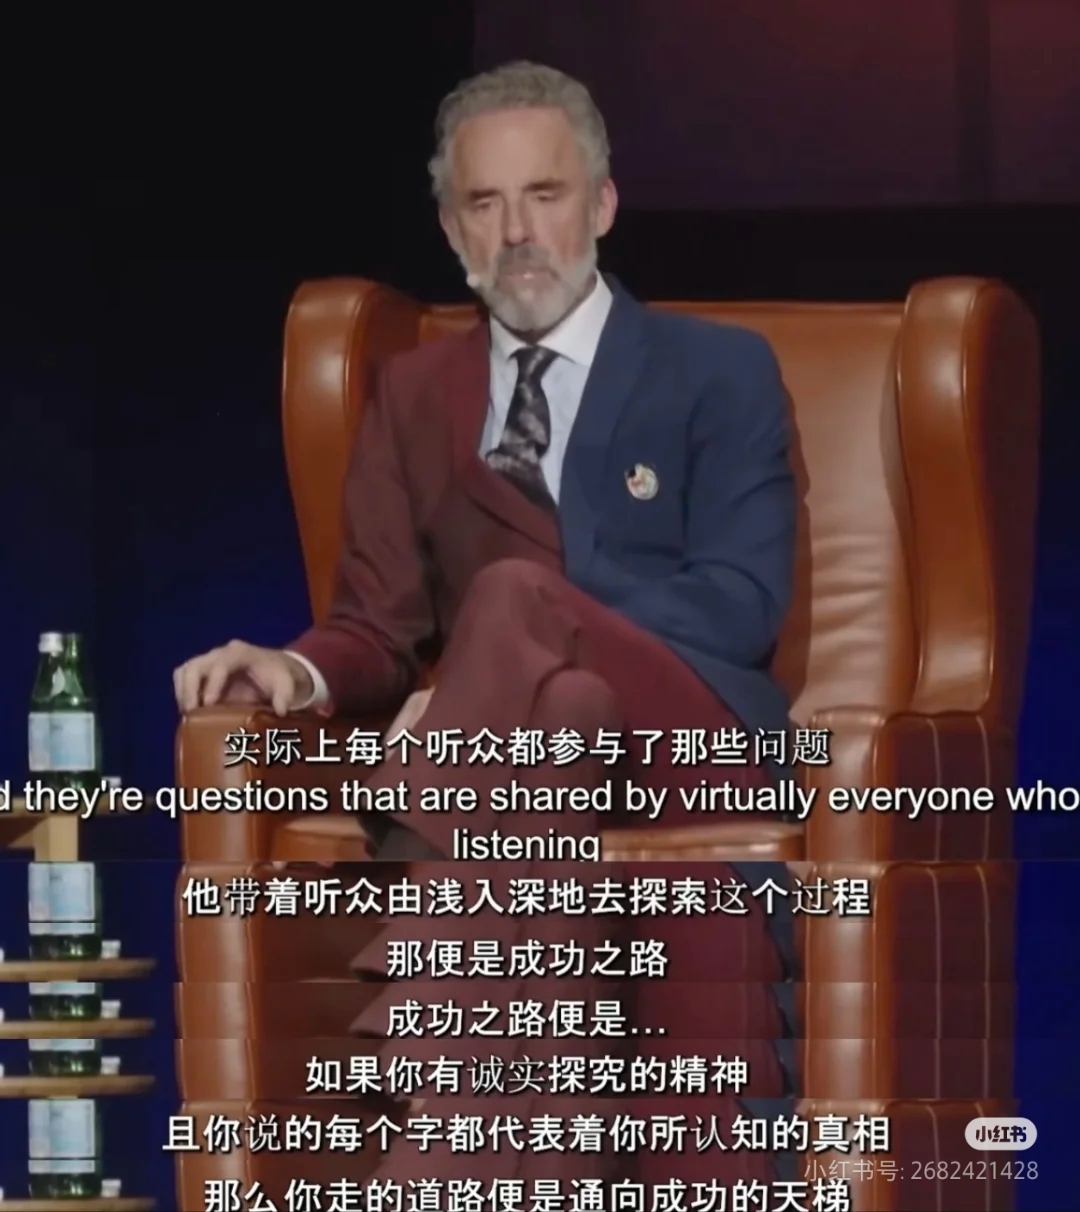 实际上每个听众都参与了那些问题
d they're questions that are shared by virtually everyone who
listening
他带着听众由浅入深地去探索这个过程
那便是成功之路
成功之路便是...
如果你有诚实探究的精神
且你说的每个字都代表着你所认知的真相
小红书
小红书号: 2682421428
那么你走的道路便是通向成功的天梯